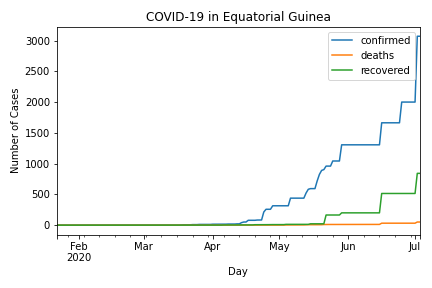 COVID-19 in Equatorial Guinea
confirmed
deaths
recovered
Number of Cases
3000
2500
2000
1500
1000
500
0
Feb Mar Apr May Jun Jul
2020
Day